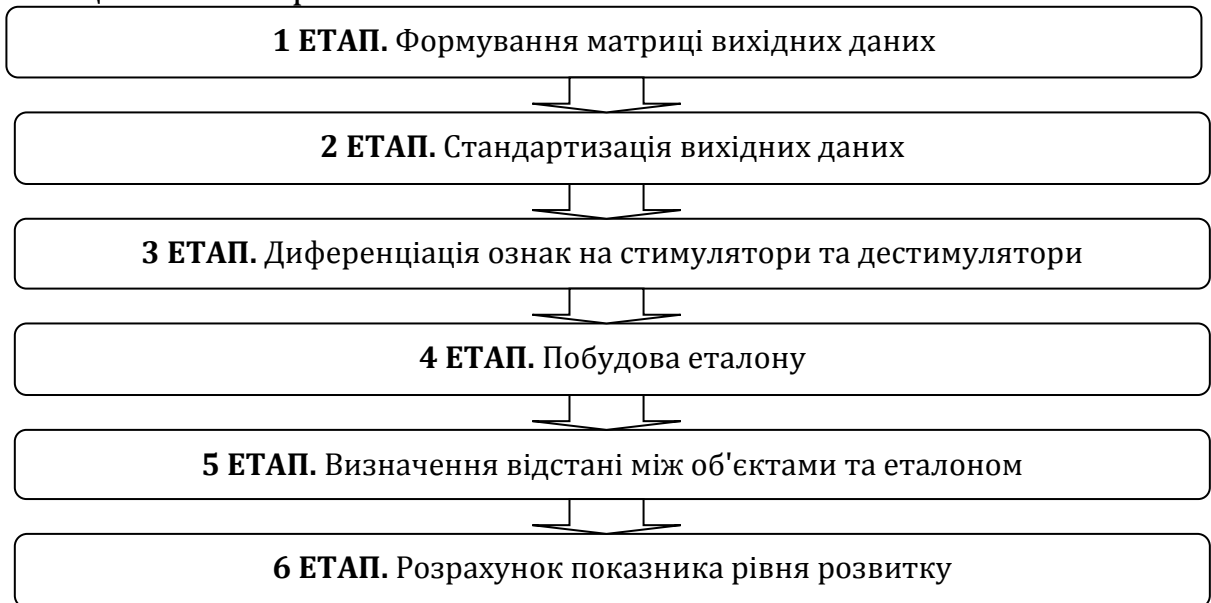 1 ЕТАП. Формування матриці вихідних даних
2 ЕТАП. Стандартизація вихідних даних
3 ЕТАП. Диференціація ознак на стимулятори та дестимулятори
4 ЕТАП. Побудова еталону
5 ЕТАП. Визначення відстані між об'єктами та еталоном
6 ЕТАП. Розрахунок показника рівня розвитку